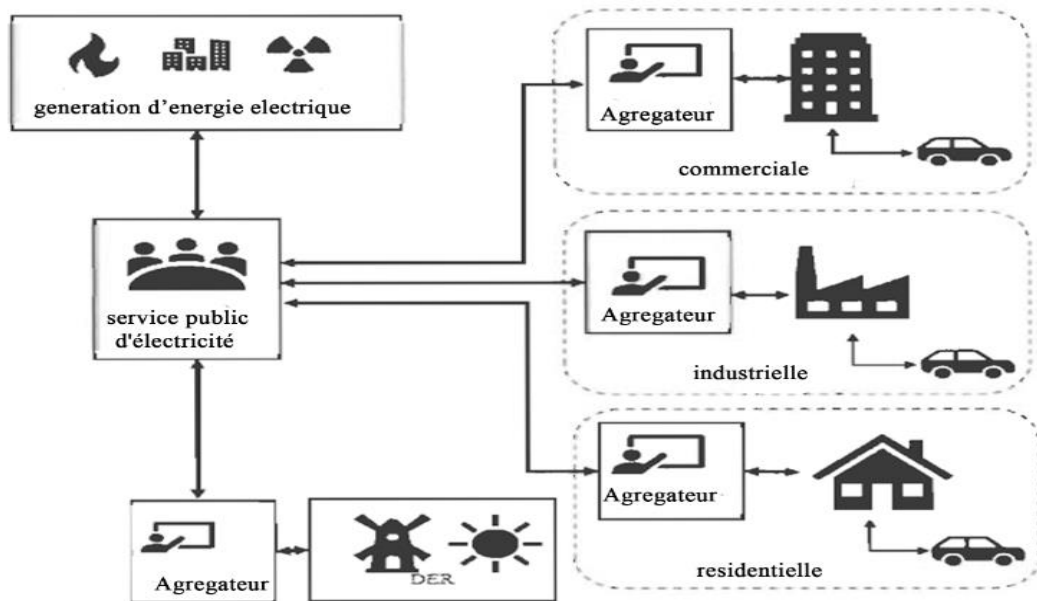 generation d'energie electrique
Agregateur
commerciale
service public
d'électricité
Agregateur
industrielle
Agregateur
residentielle
Agregateur
DER